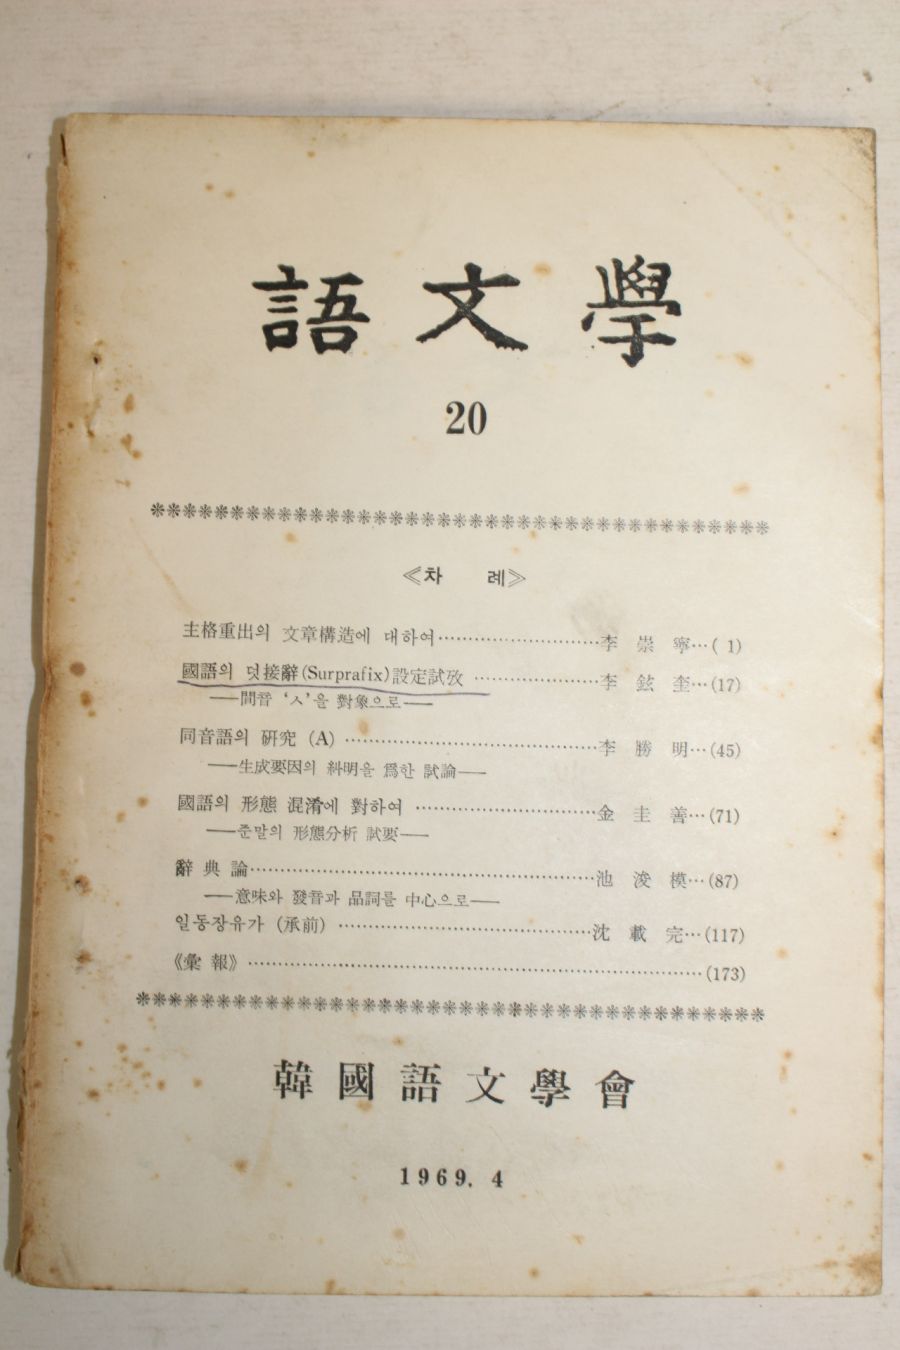 語文學
20
≪차 례≫
主格重出의 文章構造에 대하여……………………李 崇 寧…( 1)
國語의 덧接辭(Surprafix)設定試攷………………李 鉉 奎…(17)
──間音 ‘ㅅ’을 對象으로──
同音語의 硏究 (A)………………………………李 勝 明…(45)
──生成要因의 糾明을 爲한 試論──
國語의 形態 混淆에 對하여………………………金 圭 善…(71)
──준말의 形態分析 試要──
辭 典 論……………………………………………池 浚 模…(87)
──意味와 發音과 品詞를 中心으로──
일동장유가 (承前)………………………………沈 載 完…(117)
《彙 報》……………………………………………………………(173)
韓國語文學會
1969. 4